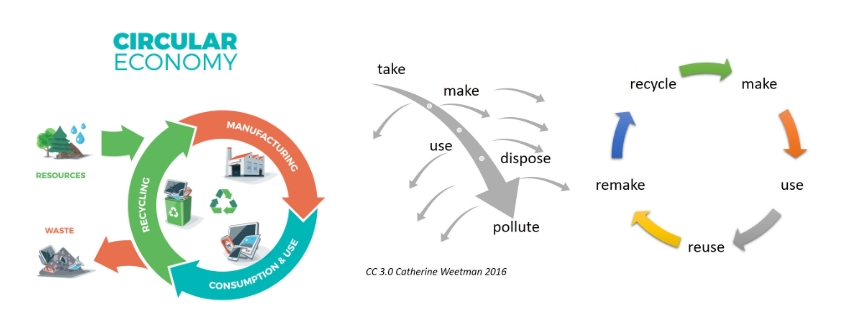 CIRCULAR
ECONOMY
RESOURCES
WASTE
MANUFACTURING
CONSUMPTION & USE
RECYCLING
take
make
use
dispose
pollute
CC 3.0 Catherine Weetman 2016
recycle
make
use
reuse
remake